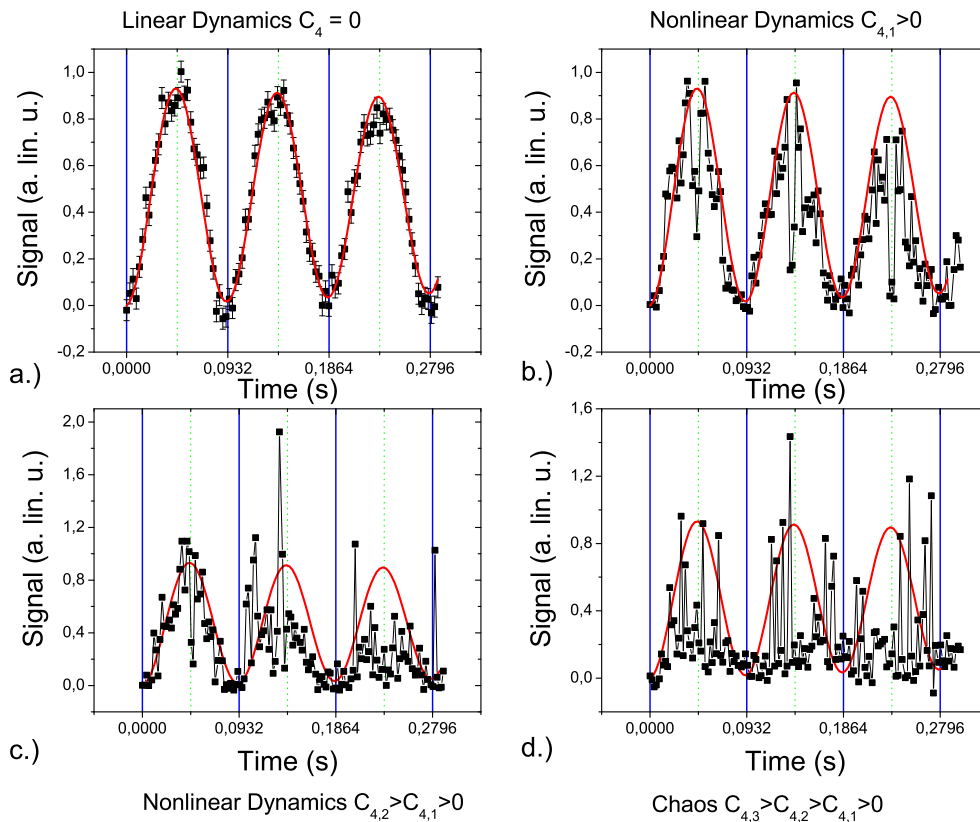 Linear Dynamics C4 = 0
Nonlinear Dynamics C4,1>0
Signal (a. lin. u.)
1,0
0,8
0,6
0,4
0,2
0,0
-0,2
0,0000 0,0932 0,1864 0,2796
Time (s)
a.)
Signal (a. lin. u.)
1,0
0,8
0,6
0,4
0,2
0,0
-0,2
0,0000 0,0932 0,1864 0,2796
Time (s)
b.)
Signal (a. lin. u.)
2,0
1,6
1,2
0,8
0,4
0,0
0,0000 0,0932 0,1864 0,2796
Time (s)
c.)
Signal (a. lin. u.)
1,6
1,2
0,8
0,4
0,0
0,0000 0,0932 0,1864 0,2796
Time (s)
d.)
Nonlinear Dynamics C4,2>C4,1>0
Chaos C4,3>C4,2>C4,1>0